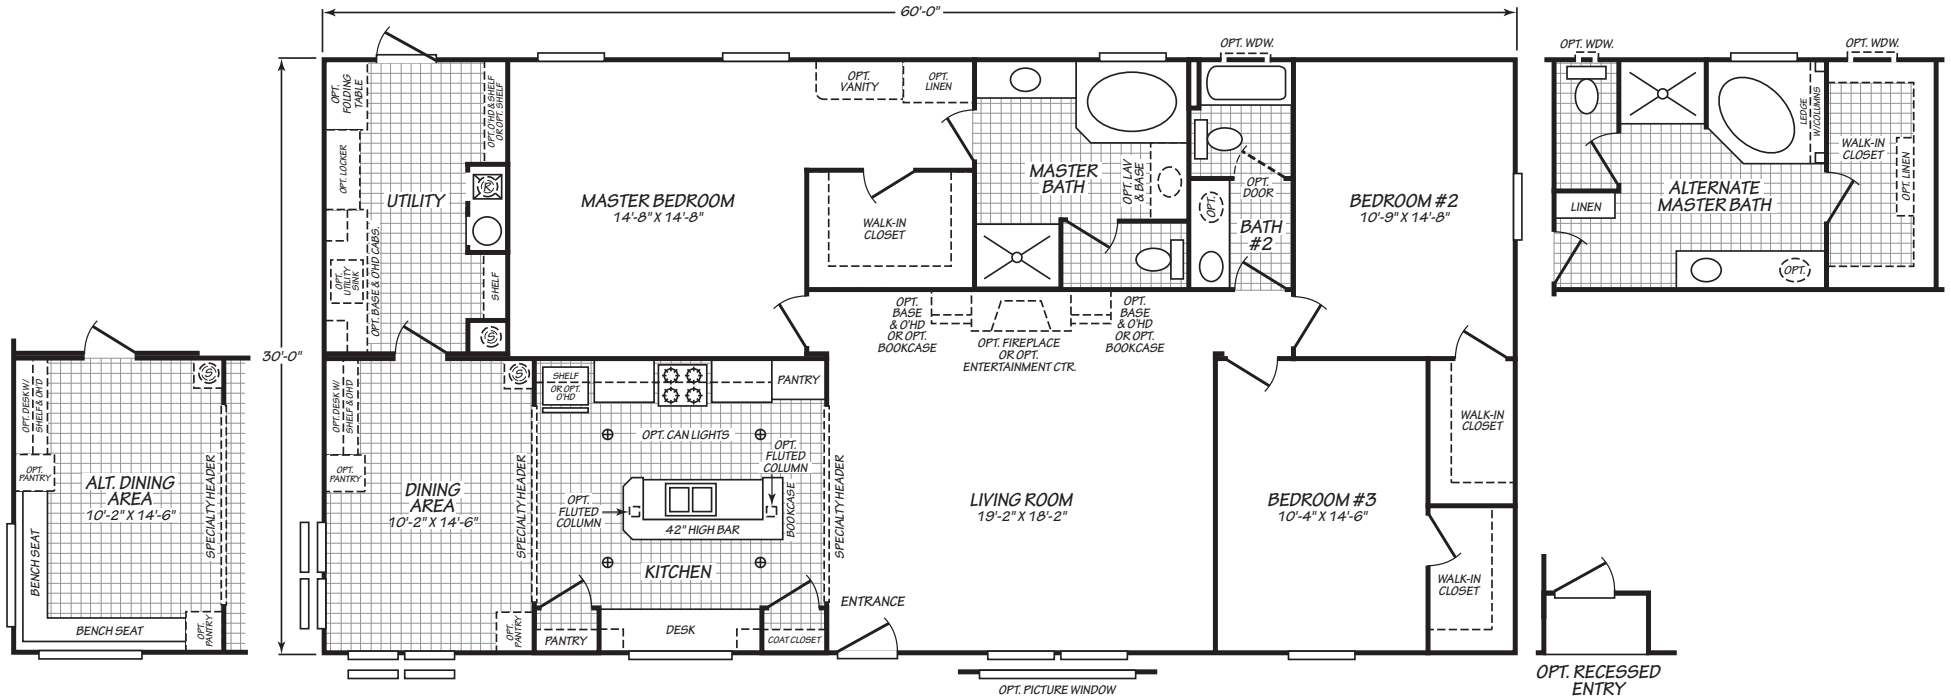 60'-0"
30'-0"
OPT.
FOLDING
TABLE
OPT. O'HD & SHELF
OR OPT. SHELF
OPT. LOCKER
UTILITY
R
OPT.
UTILITY
SINK
OPT. BASE & O'HD CABS.
SHELF
S
MASTER BEDROOM
14'-8" X 14'-8"
OPT.
VANITY
OPT.
LINEN
WALK-IN
CLOSET
MASTER
BATH
OPT. LAV
& BASE
OPT. WDW.
OPT.
DOOR
OPT.
BATH
#2
BEDROOM #2
10'-9" X 14'-8"
OPT.
BASE
& O'HD
OR OPT.
BOOKCASE
OPT. FIREPLACE
OR OPT.
ENTERTAINMENT CTR.
OPT.
BASE
& O'HD
OR OPT.
BOOKCASE
OPT. WDW.
OPT. WDW.
LEDGE
W/COLUMNS
WALK-IN
CLOSET
OPT. LINEN
ALTERNATE
MASTER BATH
LINEN
OPT.
OPT. DESK W/
SHELF & O'HD
S
OPT.
PANTRY
ALT. DINING
AREA
10'-2" X 14'-6"
SPECIALTY HEADER
BENCH SEAT
BENCH SEAT
OPT.
PANTRY
OPT. DESK W/
SHELF & O'HD
S
OPT.
PANTRY
DINING
AREA
10'-2" X 14'-6"
SPECIALTY HEADER
OPT.
PANTRY
SHELF
OR OPT.
O'HD
PANTRY
OPT. CAN LIGHTS
OPT.
FLUTED
COLUMN
OPT.
FLUTED
COLUMN
42" HIGH BAR
BOOKCASE
SPECIALTY HEADER
KITCHEN
PANTRY
DESK
COAT CLOSET
ENTRANCE
LIVING ROOM
19'-2" X 18'-2"
BEDROOM #3
10'-4" X 14'-6"
WALK-IN
CLOSET
WALK-IN
CLOSET
OPT. PICTURE WINDOW
OPT. RECESSED
ENTRY